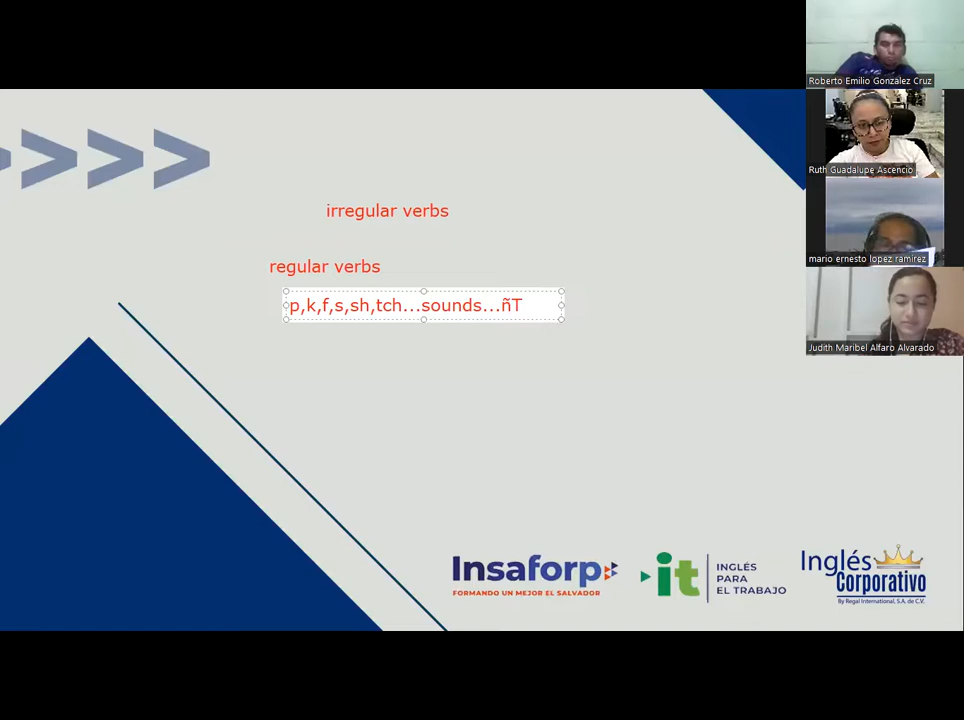 irregular verbs
regular verbs
p,k,f,s,sh,tch...sounds...ñT
Insaforp
FORMANDO UN MEJOR EL SALVADOR
it
INGLÉS
PARA
EL TRABAJO
Inglés
Corporativo
By Regal International, S.A. de C.V.
Roberto Emilio González Cruz
Ruth Guadalupe Ascencio
mario ernesto lopez ramirez
Judith Maribel Alfaro Alvarado